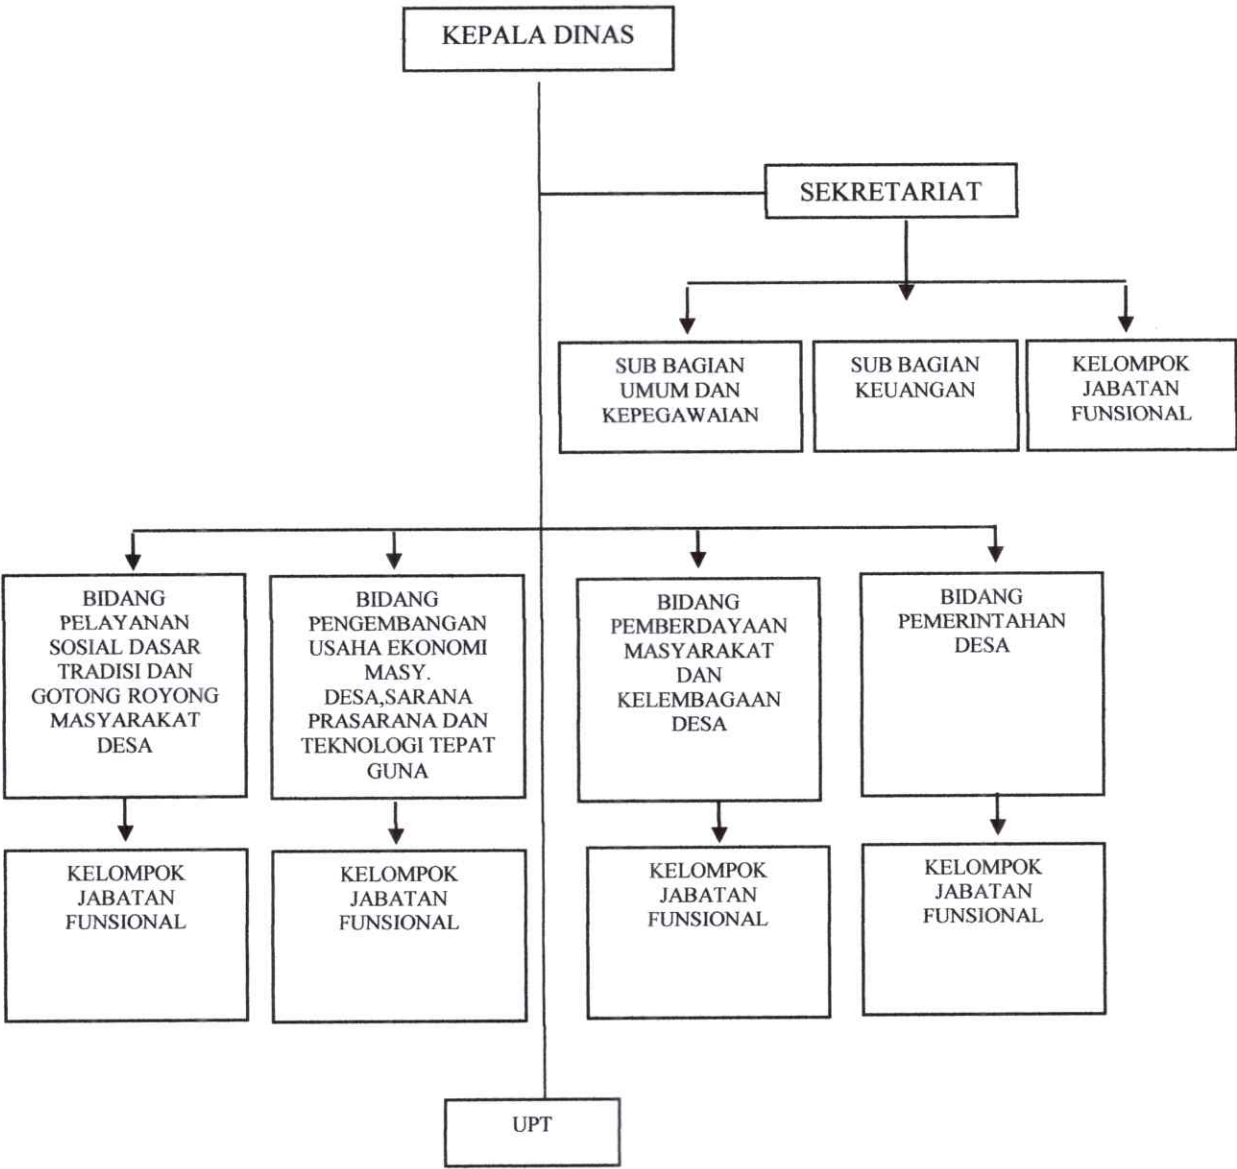 KEPALA DINAS
SEKRETARIAT
SUB BAGIAN
UMUM DAN
KEPEGAWAIAN
SUB BAGIAN
KEUANGAN
KELOMPOK
JABATAN
FUNSIONAL
BIDANG
PELAYANAN
SOSIAL DASAR
TRADISI DAN
GOTONG ROYONG
MASYARAKAT
DESA
BIDANG
PENGEMBANGAN
USAHA EKONOMI
MASY.
DESA,SARANA
PRASARANA DAN
TEKNOLOGI TEPAT
GUNA
BIDANG
PEMBERDAYAAN
MASYARAKAT
DAN
KELEMBAGAAN
DESA
BIDANG
PEMERINTAHAN
DESA
KELOMPOK
JABATAN
FUNSIONAL
KELOMPOK
JABATAN
FUNSIONAL
KELOMPOK
JABATAN
FUNSIONAL
KELOMPOK
JABATAN
FUNSIONAL
UPT